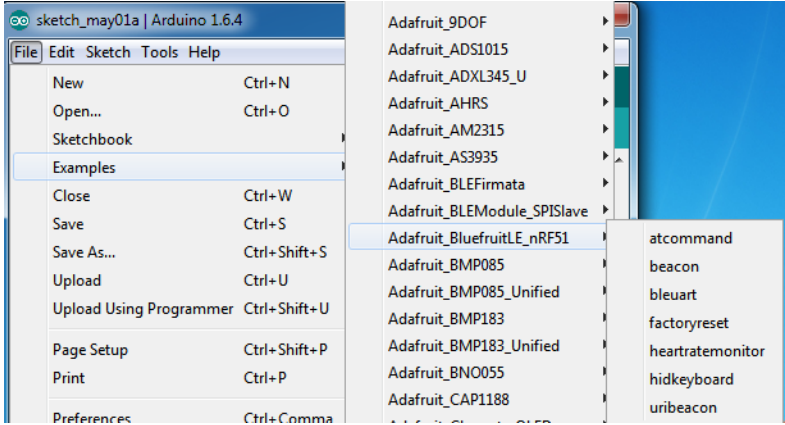 sketch_may01a | Arduino 1.6.4
File Edit Sketch Tools Help
New Ctrl+N
Open... Ctrl+O
Sketchbook
Examples
Close Ctrl+W
Save Ctrl+S
Save As... Ctrl+Shift+S
Upload Ctrl+U
Upload Using Programmer Ctrl+Shift+U
Page Setup Ctrl+Shift+P
Print Ctrl+P
Preferences Ctrl+Comma
Adafruit_9DOF
Adafruit_ADS1015
Adafruit_ADXL345_U
Adafruit_AHRS
Adafruit_AM2315
Adafruit_AS3935
Adafruit_BLEFirmata
Adafruit_BLEModule_SPISlave
Adafruit_BluefruitLE_nRF51
Adafruit_BMP085
Adafruit_BMP085_Unified
Adafruit_BMP183
Adafruit_BMP183_Unified
Adafruit_BNO055
Adafruit_CAP1188
atcommand
beacon
bleuart
factoryreset
heartratemonitor
hidkeyboard
uribeacon